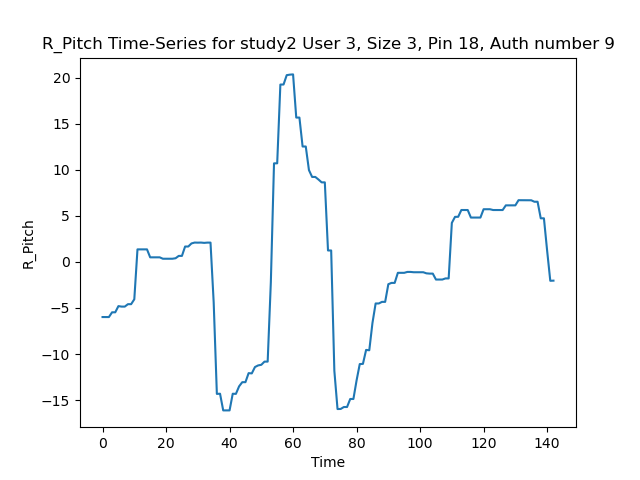 R_Pitch Time-Series for study2 User 3, Size 3, Pin 18, Auth number 9
R_Pitch
20
15
10
5
0
−5
−10
−15
0 20 40 60 80 100 120 140
Time